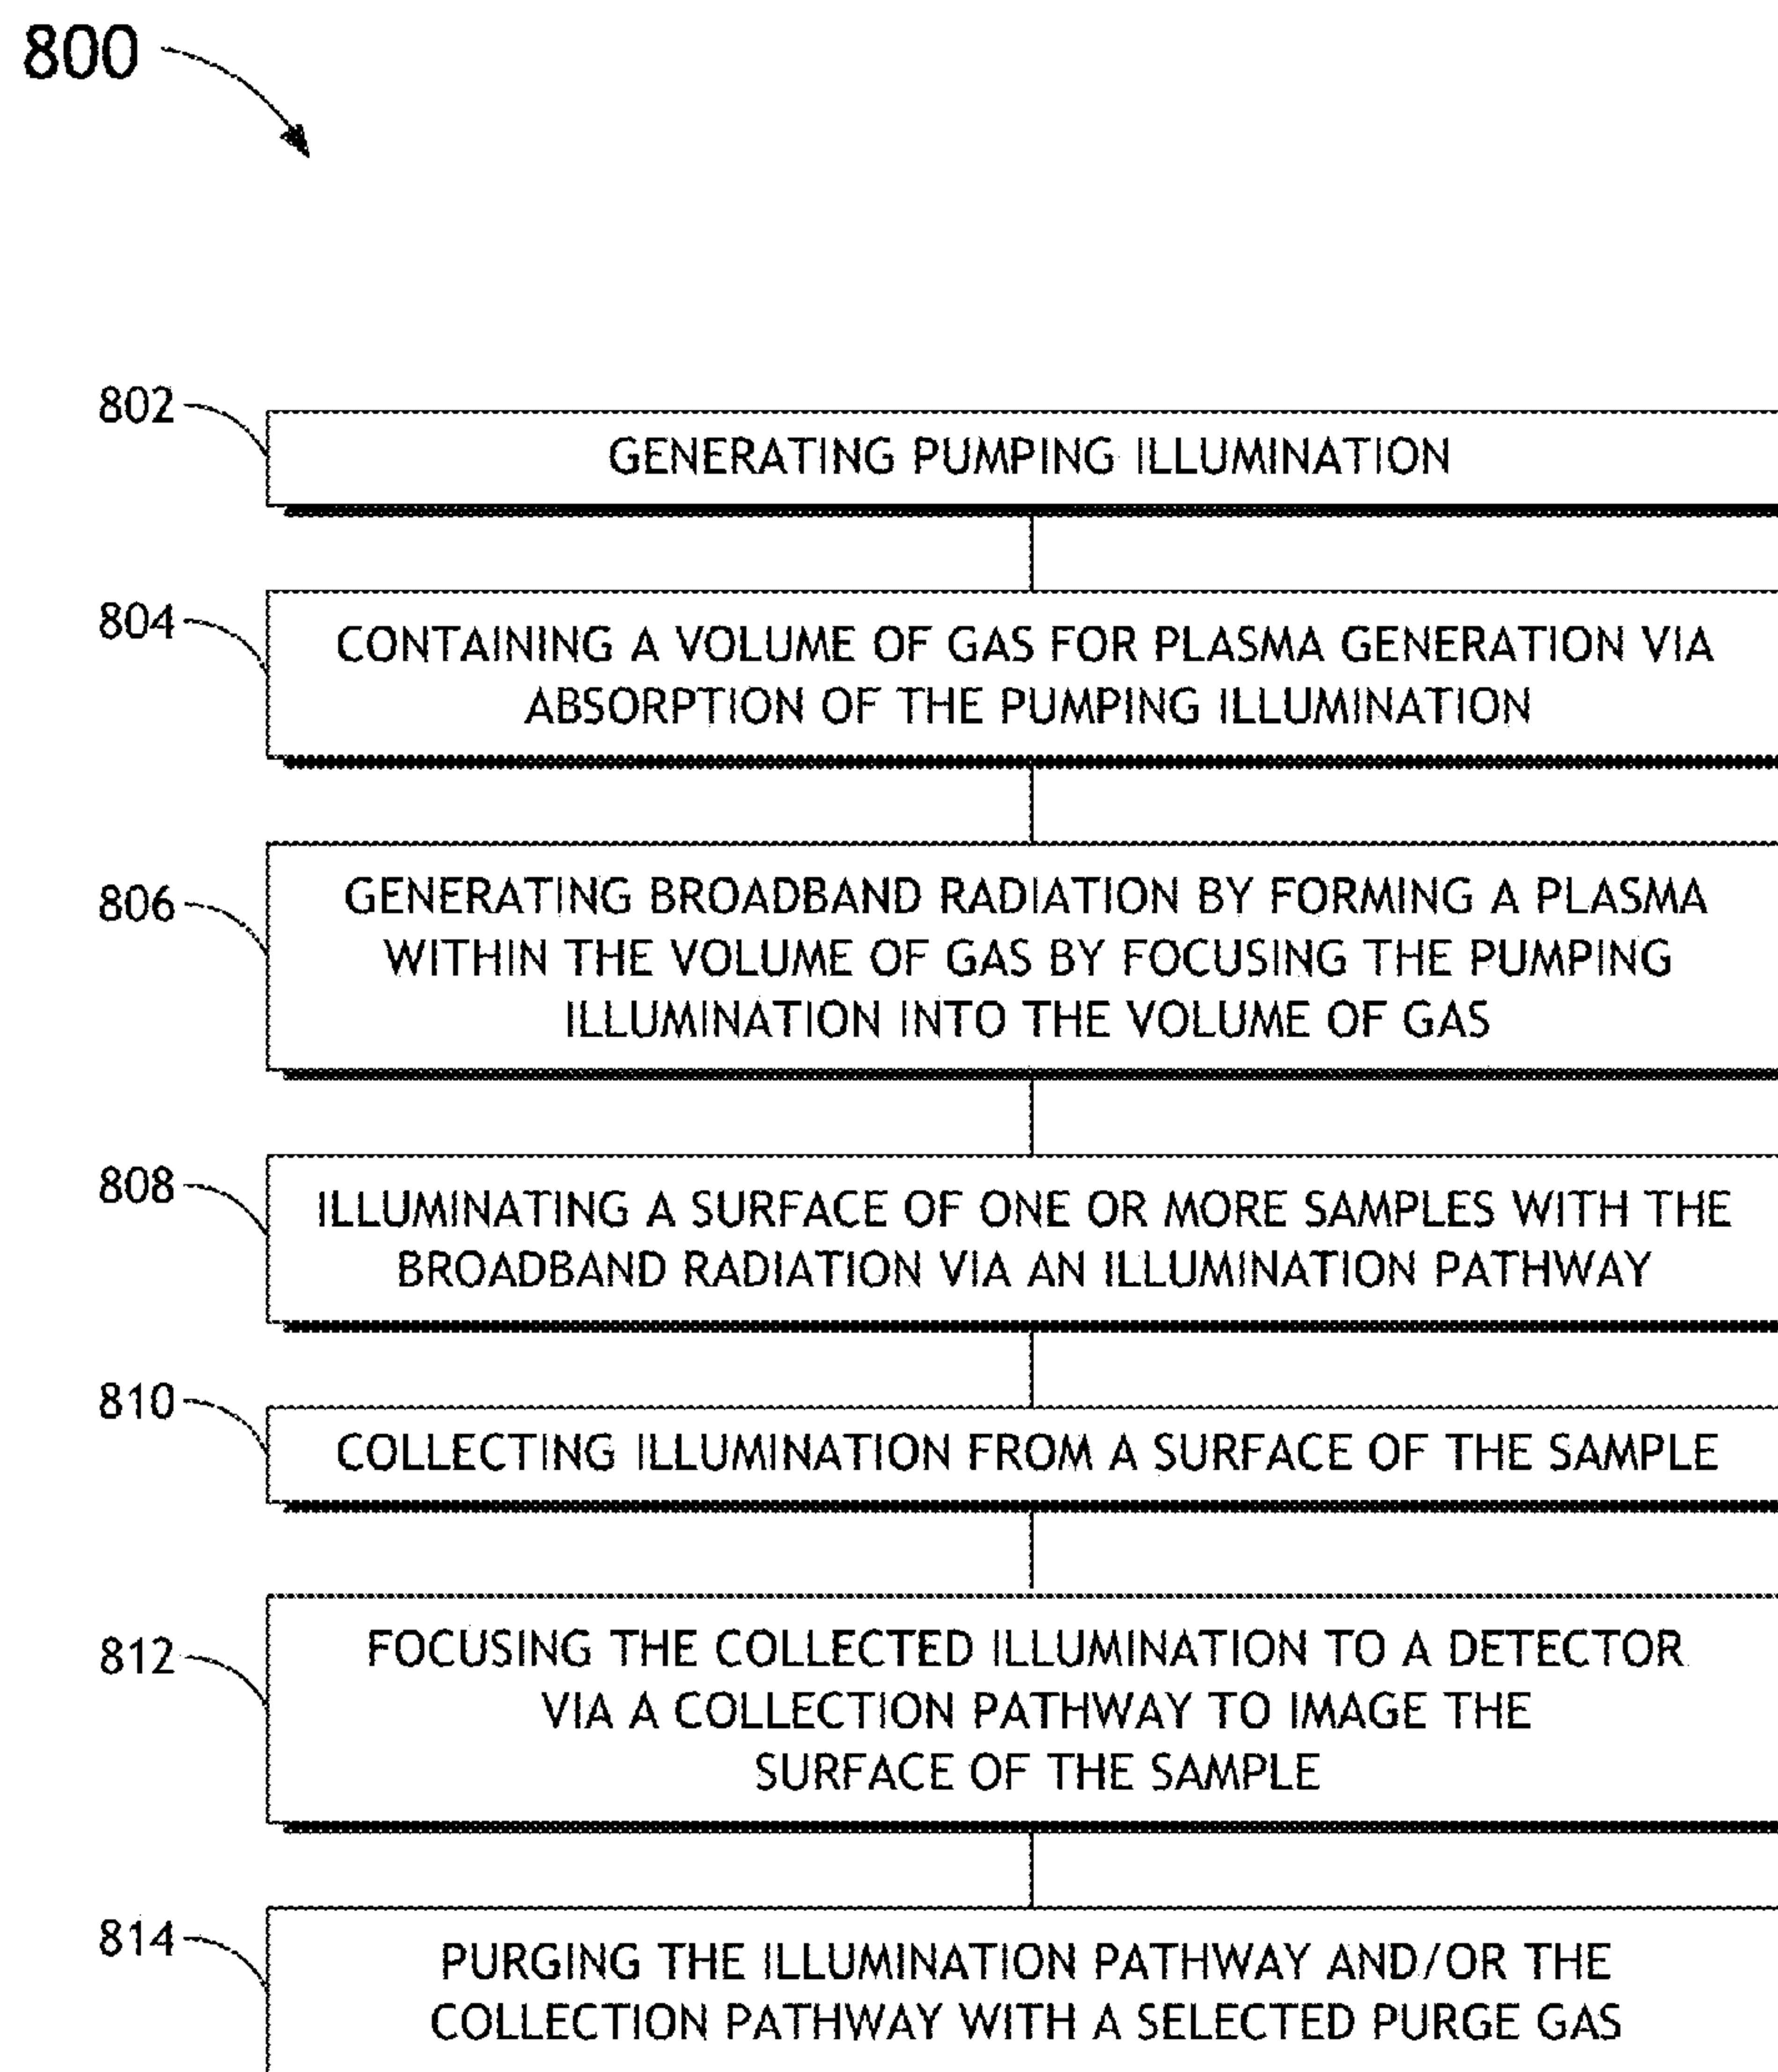 800
802
GENERATING PUMPING ILLUMINATION
804
CONTAINING A VOLUME OF GAS FOR PLASMA GENERATION VIA
ABSORPTION OF THE PUMPING ILLUMINATION
806
GENERATING BROADBAND RADIATION BY FORMING A PLASMA
WITHIN THE VOLUME OF GAS BY FOCUSING THE PUMPING
ILLUMINATION INTO THE VOLUME OF GAS
808
ILLUMINATING A SURFACE OF ONE OR MORE SAMPLES WITH THE
BROADBAND RADIATION VIA AN ILLUMINATION PATHWAY
810
COLLECTING ILLUMINATION FROM A SURFACE OF THE SAMPLE
812
FOCUSING THE COLLECTED ILLUMINATION TO A DETECTOR
VIA A COLLECTION PATHWAY TO IMAGE THE
SURFACE OF THE SAMPLE
814
PURGING THE ILLUMINATION PATHWAY AND/OR THE
COLLECTION PATHWAY WITH A SELECTED PURGE GAS